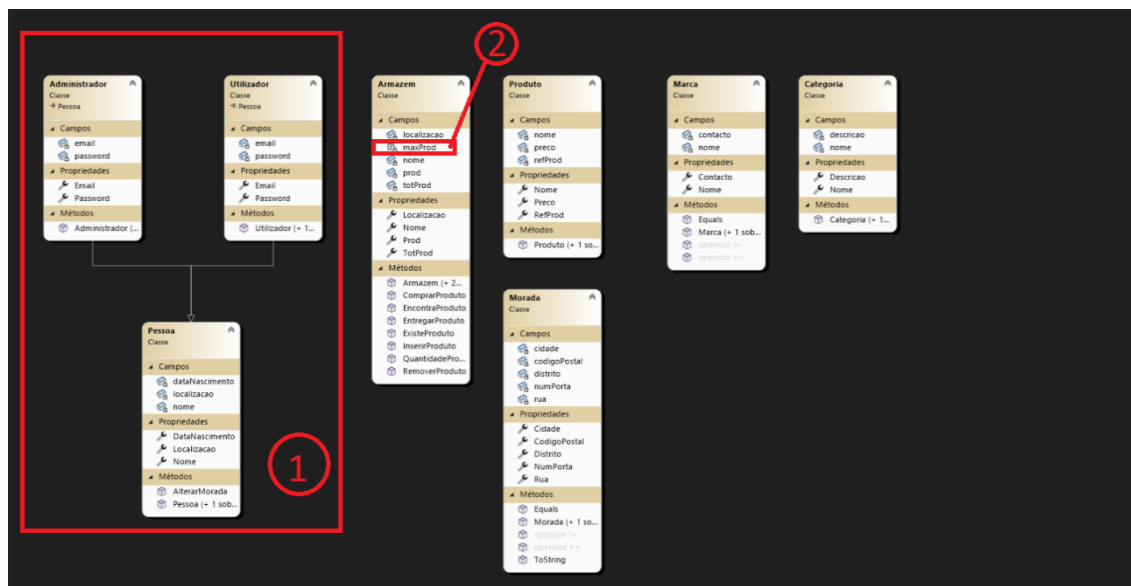 2
Administrador
Classe
Pessoa
Campos
email
password
Propriedades
Email
Password
Métodos
Administrador (...
Utilizador
Classe
Pessoa
Campos
email
password
Propriedades
Email
Password
Métodos
Utilizador (+ 1...
Pessoa
Classe
Campos
dataNascimento
localizacao
nome
Propriedades
DataNascimento
Localizacao
Nome
Métodos
AlterarMorada
Pessoa (+ 1 sob...
1
Armazem
Classe
Campos
localizacao
maxProd
nome
prod
totProd
Propriedades
Localizacao
Nome
Prod
TotProd
Métodos
Armazem (+ 2...
ComprarProduto
EncontraProduto
EntregarProduto
ExisteProduto
InserirProduto
QuantidadePro...
RemoverProduto
Produto
Classe
Campos
nome
preco
refProd
Propriedades
Nome
Preco
RefProd
Métodos
Produto (+ 1 so...
Morada
Classe
Campos
cidade
codigoPostal
distrito
numPorta
rua
Propriedades
Cidade
CodigoPostal
Distrito
NumPorta
Rua
Métodos
Equals
Morada (+ 1 so...
operator !=
operator ==
ToString
Marca
Classe
Campos
contacto
nome
Propriedades
Contacto
Nome
Métodos
Equals
Marca (+ 1 sob...
operator !=
operator ==
Categoria
Classe
Campos
descricao
nome
Propriedades
Descricao
Nome
Métodos
Categoria (+ 1...